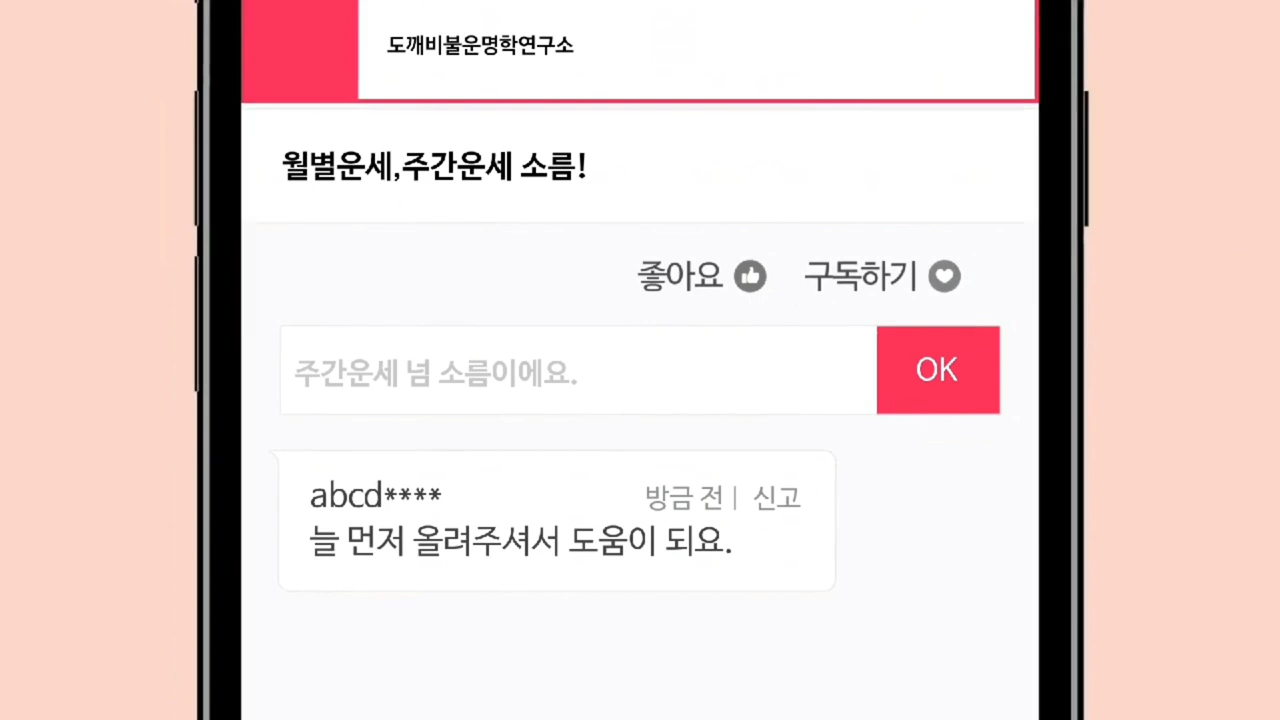 도깨비불운명학연구소
월별운세,주간운세 소름!
좋아요 구독하기
주간운세 넘 소름이에요. OK
abcd**** 방금 전| 신고
늘 먼저 올려주셔서 도움이 되요.